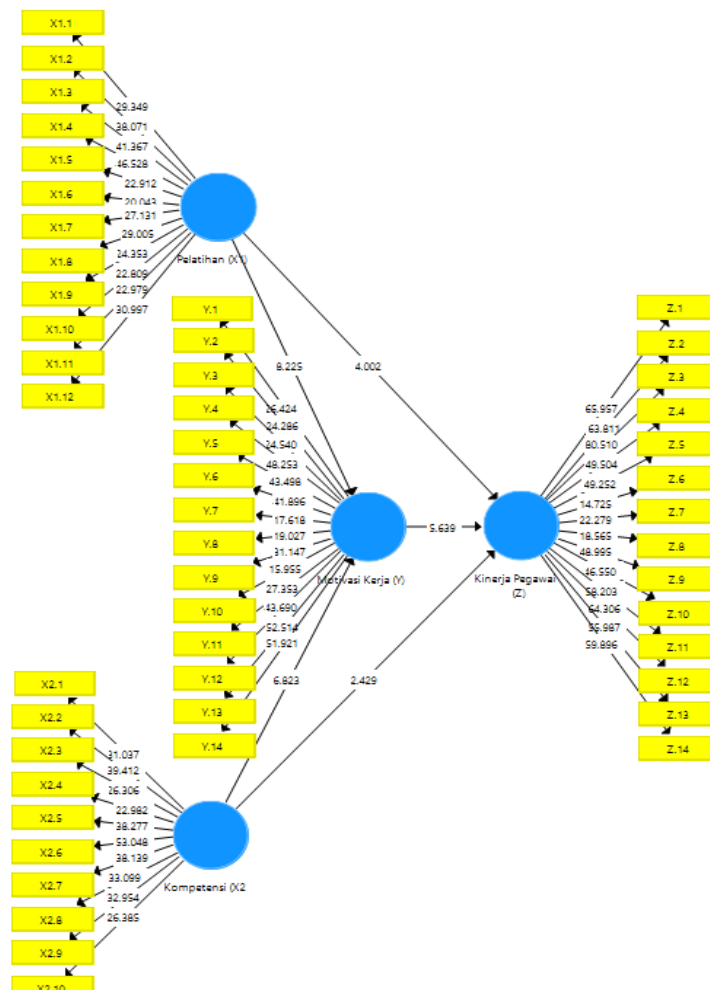 X1.1
X1.2
X1.3
X1.4
X1.5
X1.6
X1.7
X1.8
X1.9
X1.10
X1.11
X1.12
29.349
38.071
41.367
46.528
22.912
20.043
27.131
29.005
24.353
22.809
22.979
30.997
Pelatihan (X1)
8.225
4.002
Y.1
Y.2
Y.3
Y.4
Y.5
Y.6
Y.7
Y.8
Y.9
Y.10
Y.11
Y.12
Y.13
Y.14
24.286
24.540
48.253
43.498
41.896
17.618
19.027
31.147
15.955
27.353
43.690
52.514
51.921
Motivasi Kerja (Y)
5.639
Kinerja Pegawai
(Z)
65.957
63.811
80.510
49.504
49.252
14.725
22.279
18.565
48.995
46.550
58.203
64.306
55.987
59.896
Z.1
Z.2
Z.3
Z.4
Z.5
Z.6
Z.7
Z.8
Z.9
Z.10
Z.11
Z.12
Z.13
Z.14
6.823
2.429
X2.1
X2.2
X2.3
X2.4
X2.5
X2.6
X2.7
X2.8
X2.9
X2.10
31.037
39.412
26.306
22.982
38.277
53.048
38.139
33.099
32.954
26.385
Kompetensi (X2